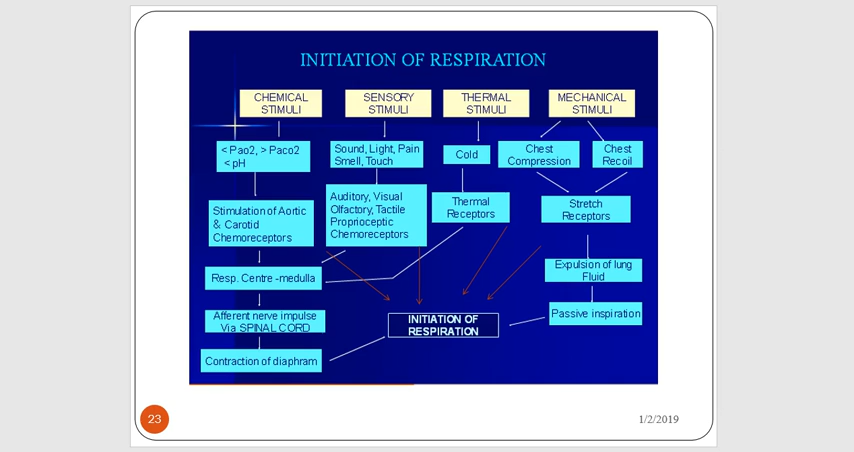 INITIATION OF RESPIRATION
CHEMICAL
STIMULI
SENSORY
STIMULI
THERMAL
STIMULI
MECHANICAL
STIMULI
< Pao2, > Paco2
< pH
Sound, Light, Pain
Smell, Touch
Cold
Chest
Compression
Chest
Recoil
Stimulation of Aortic
& Carotid
Chemoreceptors
Auditory, Visual
Olfactory, Tactile
Proprioceptic
Chemoreceptors
Thermal
Receptors
Stretch
Receptors
Resp. Centre -medulla
Expulsion of lung
Fluid
Afferent nerve impulse
Via SPINAL CORD
INITIATION OF
RESPIRATION
Passive inspiration
Contraction of diaphram
23
1/2/2019